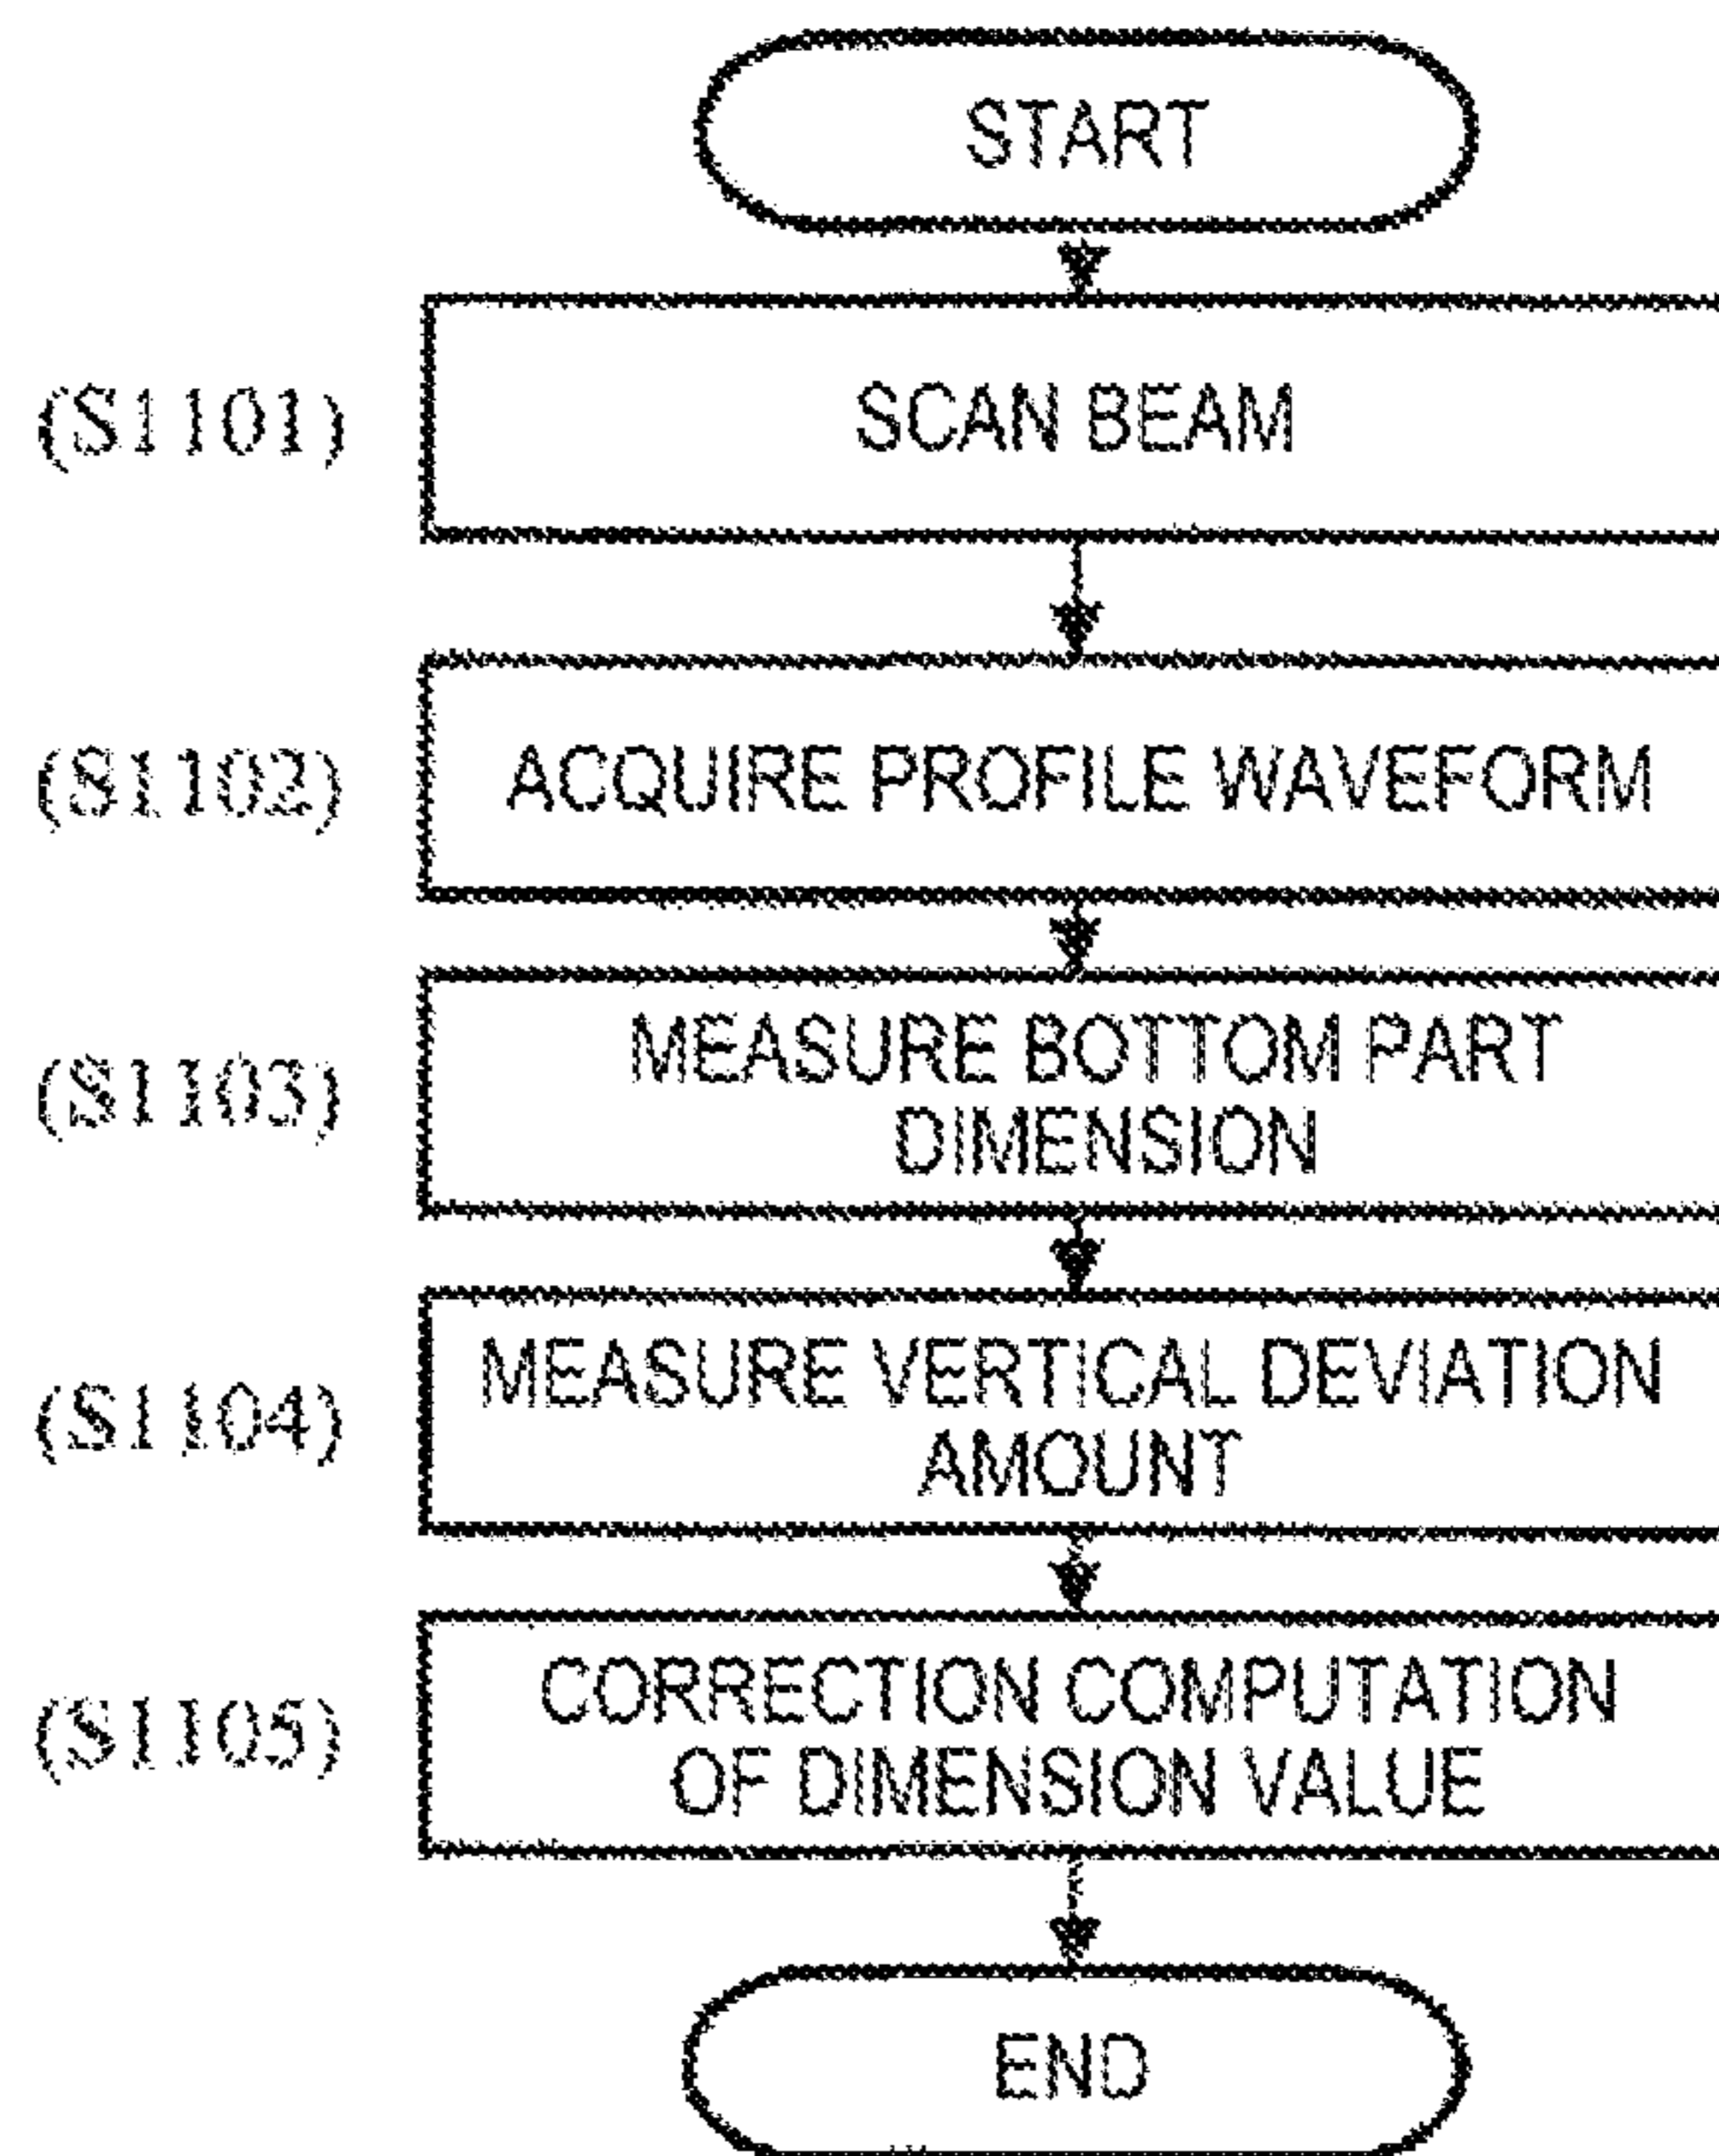 START
(S1101)
SCAN BEAM
(S1102)
ACQUIRE PROFILE WAVEFORM
(S1103)
MEASURE BOTTOM PART
DIMENSION
(S1104)
MEASURE VERTICAL DEVIATION
AMOUNT
(S1105)
CORRECTION COMPUTATION
OF DIMENSION VALUE
END